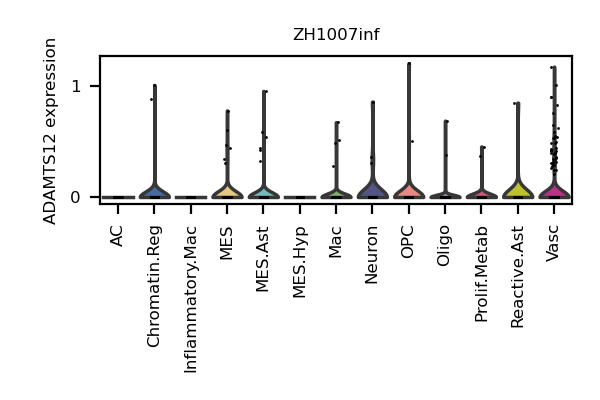 ZH1007inf
ADAMTS12 expression
1
0
AC
Chromatin.Reg
Inflammatory.Mac
MES
MES.Ast
MES.Hyp
Mac
Neuron
OPC
Oligo
Prolif.Metab
Reactive.Ast
Vasc